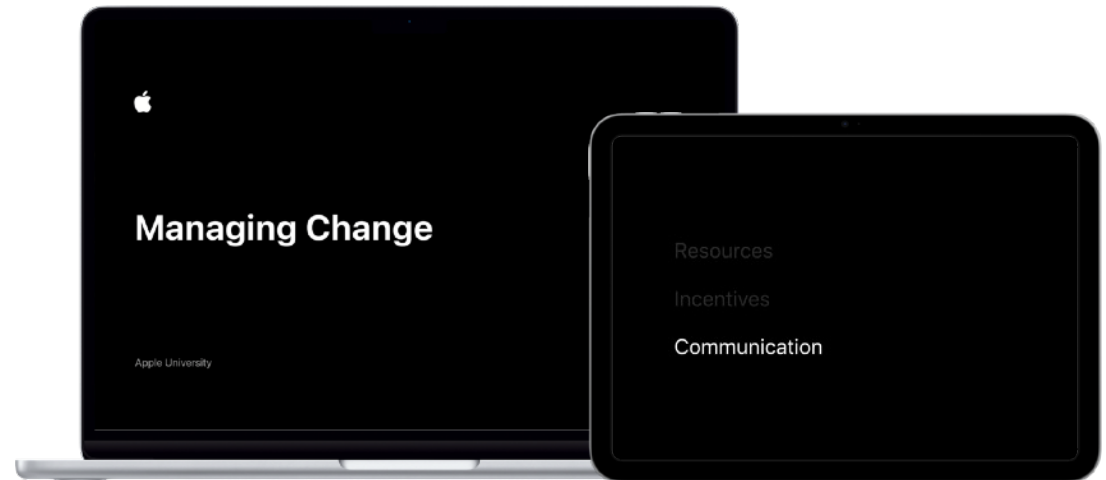 Managing Change
Apple University
Resources
Incentives
Communication